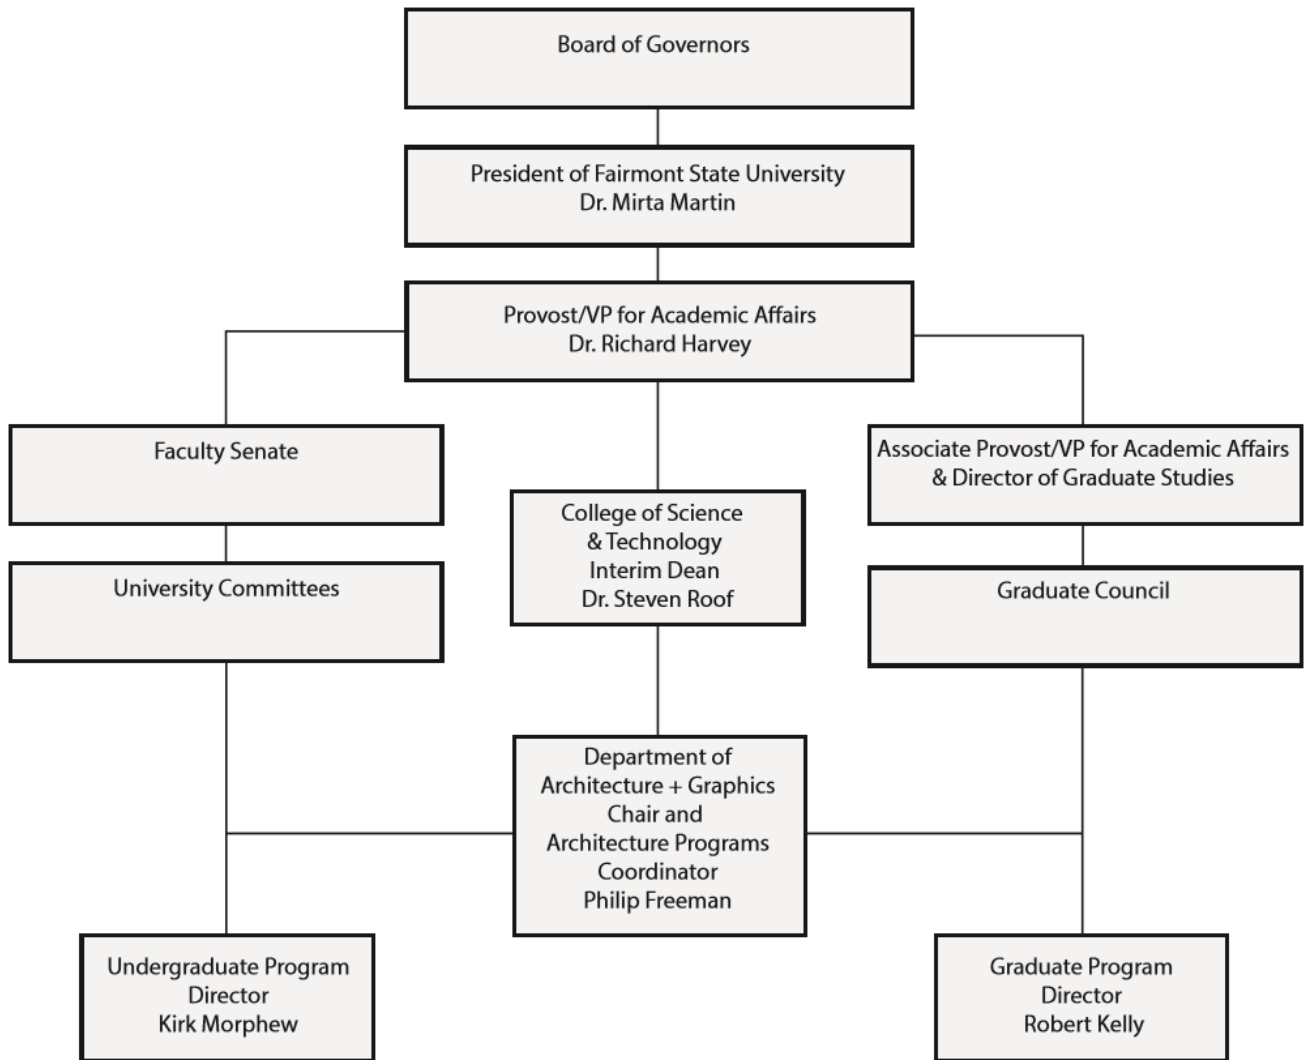 Board of Governors
President of Fairmont State University
Dr. Mirta Martin
Provost/VP for Academic Affairs
Dr. Richard Harvey
Faculty Senate
Associate Provost/VP for Academic Affairs
& Director of Graduate Studies
College of Science
& Technology
Interim Dean
Dr. Steven Roof
University Committees
Graduate Council
Department of
Architecture + Graphics
Chair and
Architecture Programs
Coordinator
Philip Freeman
Undergraduate Program
Director
Kirk Morphew
Graduate Program
Director
Robert Kelly